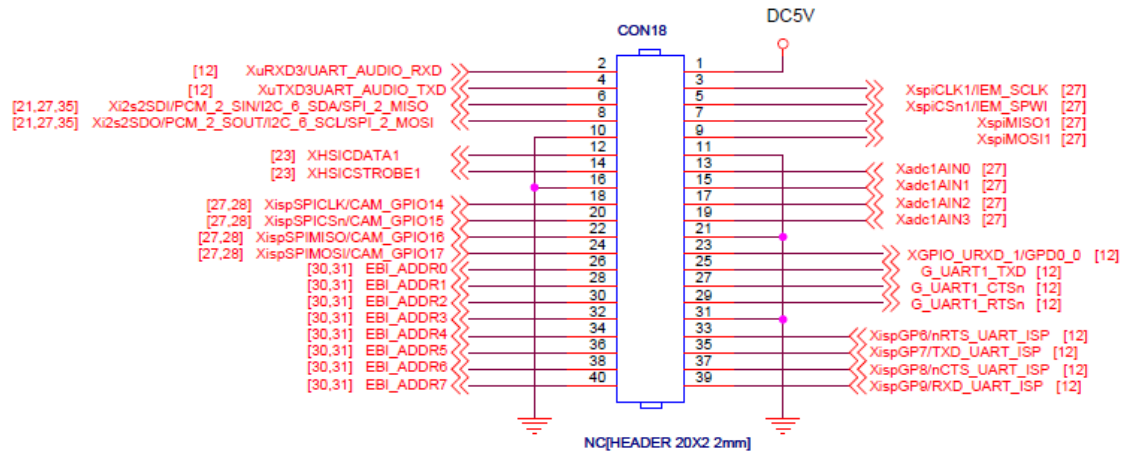 DC5V
CON18
2 1
4 3
6 5
8 7
10 9
12 11
14 13
16 15
18 17
20 19
22 21
24 23
26 25
28 27
30 29
32 31
34 33
36 35
38 37
40 39
[12] XuRXD3/UART_AUDIO_RXD
[12] XuTXD3UART_AUDIO_TXD
[21,27,35] Xi2s2SDI/PCM_2_SIN/I2C_6_SDA/SPI_2_MISO
[21,27,35] Xi2s2SDO/PCM_2_SOUT/I2C_6_SCL/SPI_2_MOSI
[23] XHSICDATA1
[23] XHSICSTROBE1
[27,28] XispSPICLK/CAM_GPIO14
[27,28] XispSPICSn/CAM_GPIO15
[27,28] XispSPIMISO/CAM_GPIO16
[27,28] XispSPIMOSI/CAM_GPIO17
[30,31] EBI_ADDR0
[30,31] EBI_ADDR1
[30,31] EBI_ADDR2
[30,31] EBI_ADDR3
[30,31] EBI_ADDR4
[30,31] EBI_ADDR5
[30,31] EBI_ADDR6
[30,31] EBI_ADDR7
XspiCLK1/IEM_SCLK [27]
XspiCSn1/IEM_SPWI [27]
XspiMISO1 [27]
XspiMOSI1 [27]
Xadc1AIN0 [27]
Xadc1AIN1 [27]
Xadc1AIN2 [27]
Xadc1AIN3 [27]
XGPIO_URXD_1/GPD0_0 [12]
G_UART1_TXD [12]
G_UART1_CTSn [12]
G_UART1_RTSn [12]
XispGP6/nRTS_UART_ISP [12]
XispGP7/TXD_UART_ISP [12]
XispGP8/nCTS_UART_ISP [12]
XispGP9/RXD_UART_ISP [12]
NC[HEADER 20X2 2mm]